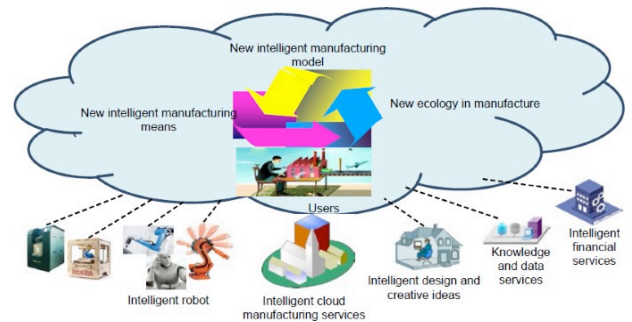 New intelligent manufacturing
model
New intelligent manufacturing
means
New ecology in manufacture
Users
Intelligent robot
Intelligent cloud
manufacturing services
Intelligent design and
creative ideas
Knowledge
and data
services
Intelligent
financial
services